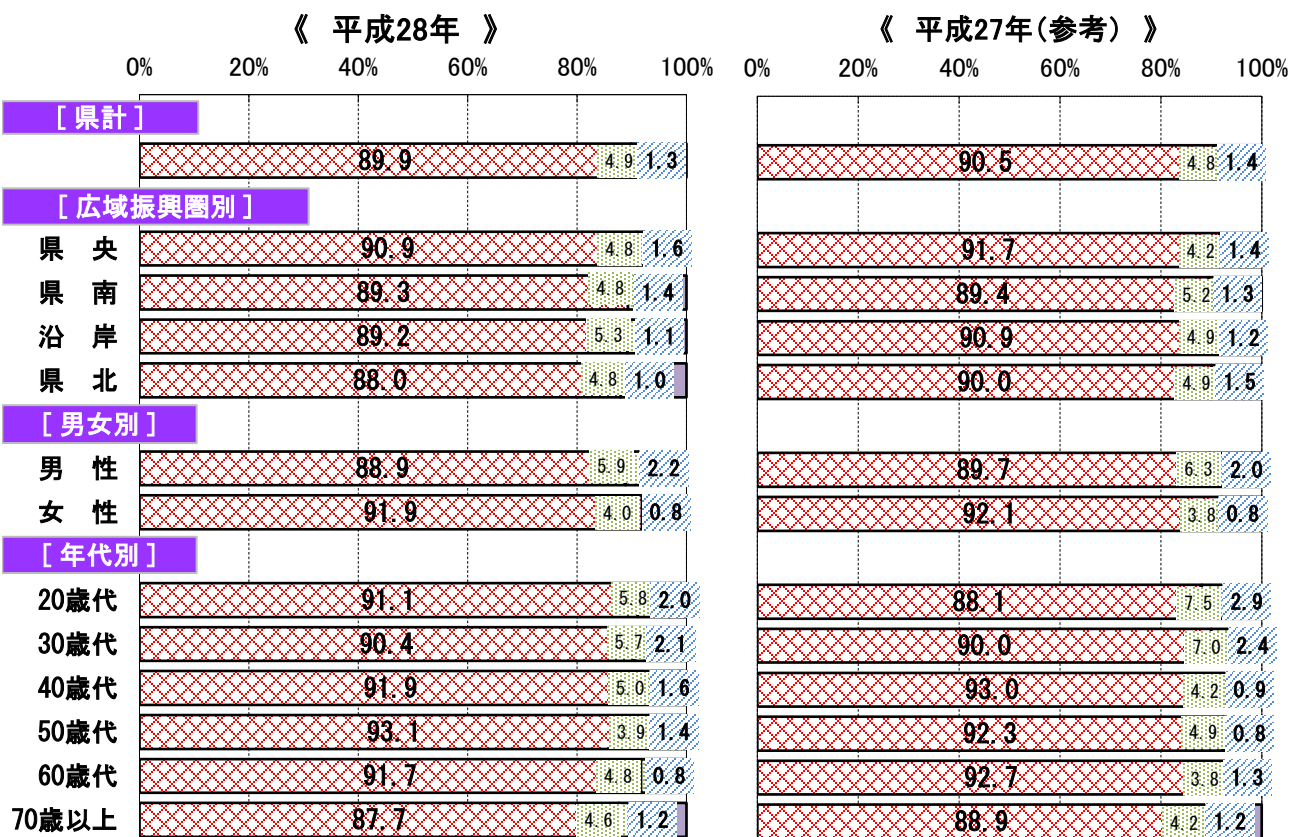 《 平成28年 》 《 平成27年(参考) 》
0% 20% 40% 60% 80% 100% 0% 20% 40% 60% 80% 100%
[ 県計 ]
89.9 4.9 1.3 90.5 4.8 1.4
[ 広域振興圏別 ]
県 央 90.9 4.8 1.6 91.7 4.2 1.4
県 南 89.3 4.8 1.4 89.4 5.2 1.3
沿 岸 89.2 5.3 1.1 90.9 4.9 1.2
県 北 88.0 4.8 1.0 90.0 4.9 1.5
[ 男女別 ]
男 性 88.9 5.9 2.2 89.7 6.3 2.0
女 性 91.9 4.0 0.8 92.1 3.8 0.8
[ 年代別 ]
20歳代 91.1 5.8 2.0 88.1 7.5 2.9
30歳代 90.4 5.7 2.1 90.0 7.0 2.4
40歳代 91.9 5.0 1.6 93.0 4.2 0.9
50歳代 93.1 3.9 1.4 92.3 4.9 0.8
60歳代 91.7 4.8 0.8 92.7 3.8 1.3
70歳以上 87.7 4.6 1.2 88.9 4.2 1.2